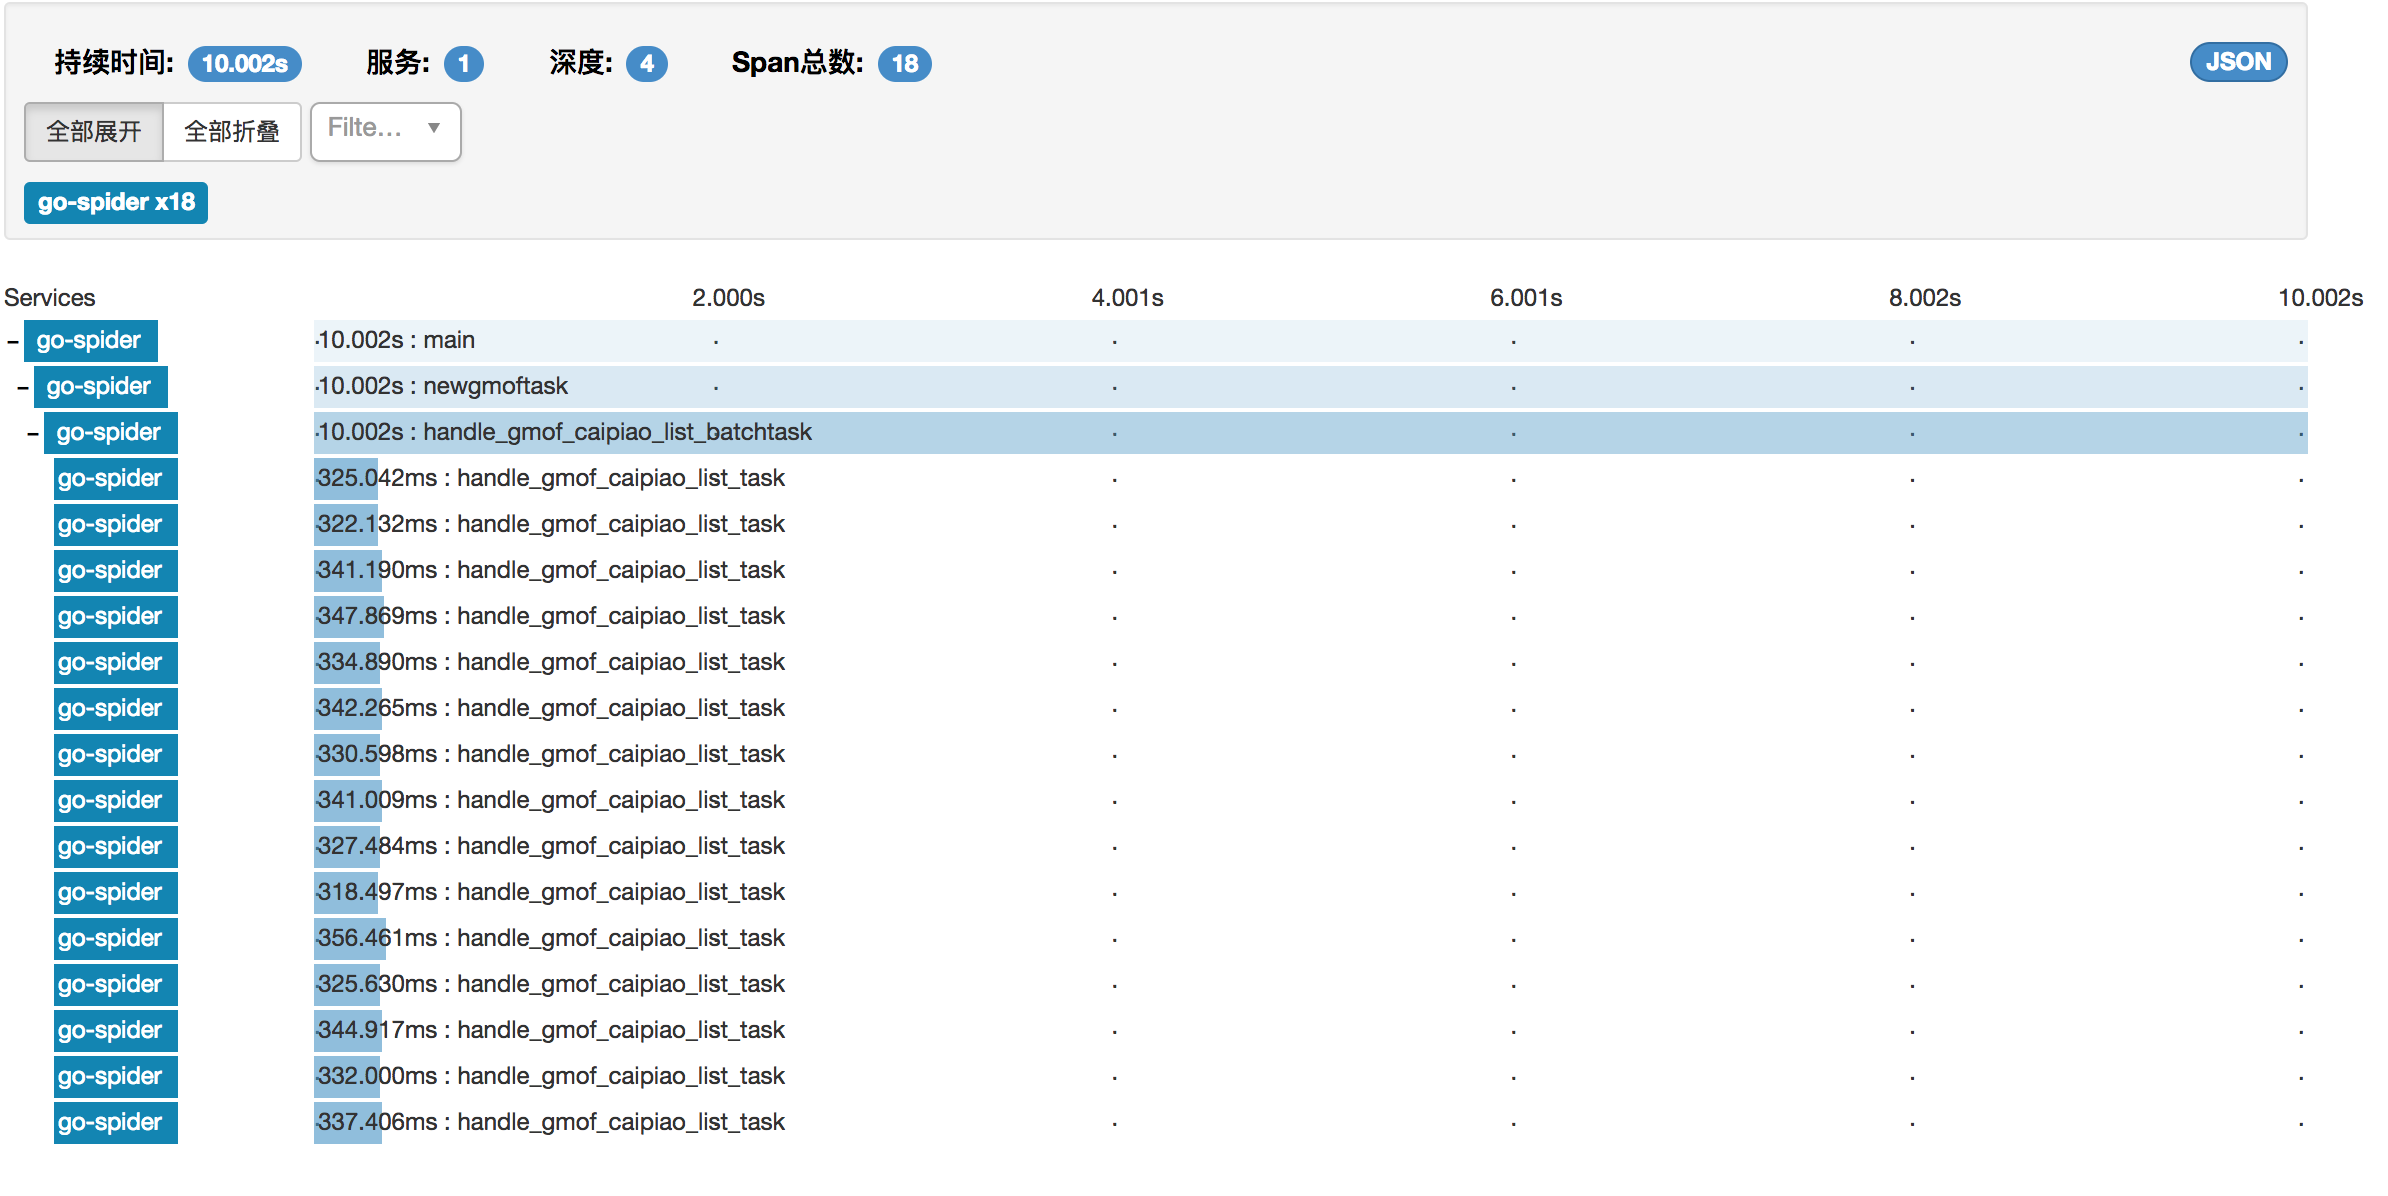 持续时间: 10.002s 服务: 1 深度: 4 Span总数: 18 JSON
全部展开 全部折叠 Filte...
go-spider x18
Services 2.000s 4.001s 6.001s 8.002s 10.002s
- go-spider 10.002s : main
- go-spider 10.002s : newgmoftask
- go-spider 10.002s : handle_gmof_caipiao_list_batchtask
go-spider 325.042ms : handle_gmof_caipiao_list_task
go-spider 322.132ms : handle_gmof_caipiao_list_task
go-spider 341.190ms : handle_gmof_caipiao_list_task
go-spider 347.869ms : handle_gmof_caipiao_list_task
go-spider 334.890ms : handle_gmof_caipiao_list_task
go-spider 342.265ms : handle_gmof_caipiao_list_task
go-spider 330.598ms : handle_gmof_caipiao_list_task
go-spider 341.009ms : handle_gmof_caipiao_list_task
go-spider 327.484ms : handle_gmof_caipiao_list_task
go-spider 318.497ms : handle_gmof_caipiao_list_task
go-spider 356.461ms : handle_gmof_caipiao_list_task
go-spider 325.630ms : handle_gmof_caipiao_list_task
go-spider 344.917ms : handle_gmof_caipiao_list_task
go-spider 332.000ms : handle_gmof_caipiao_list_task
go-spider 337.406ms : handle_gmof_caipiao_list_task